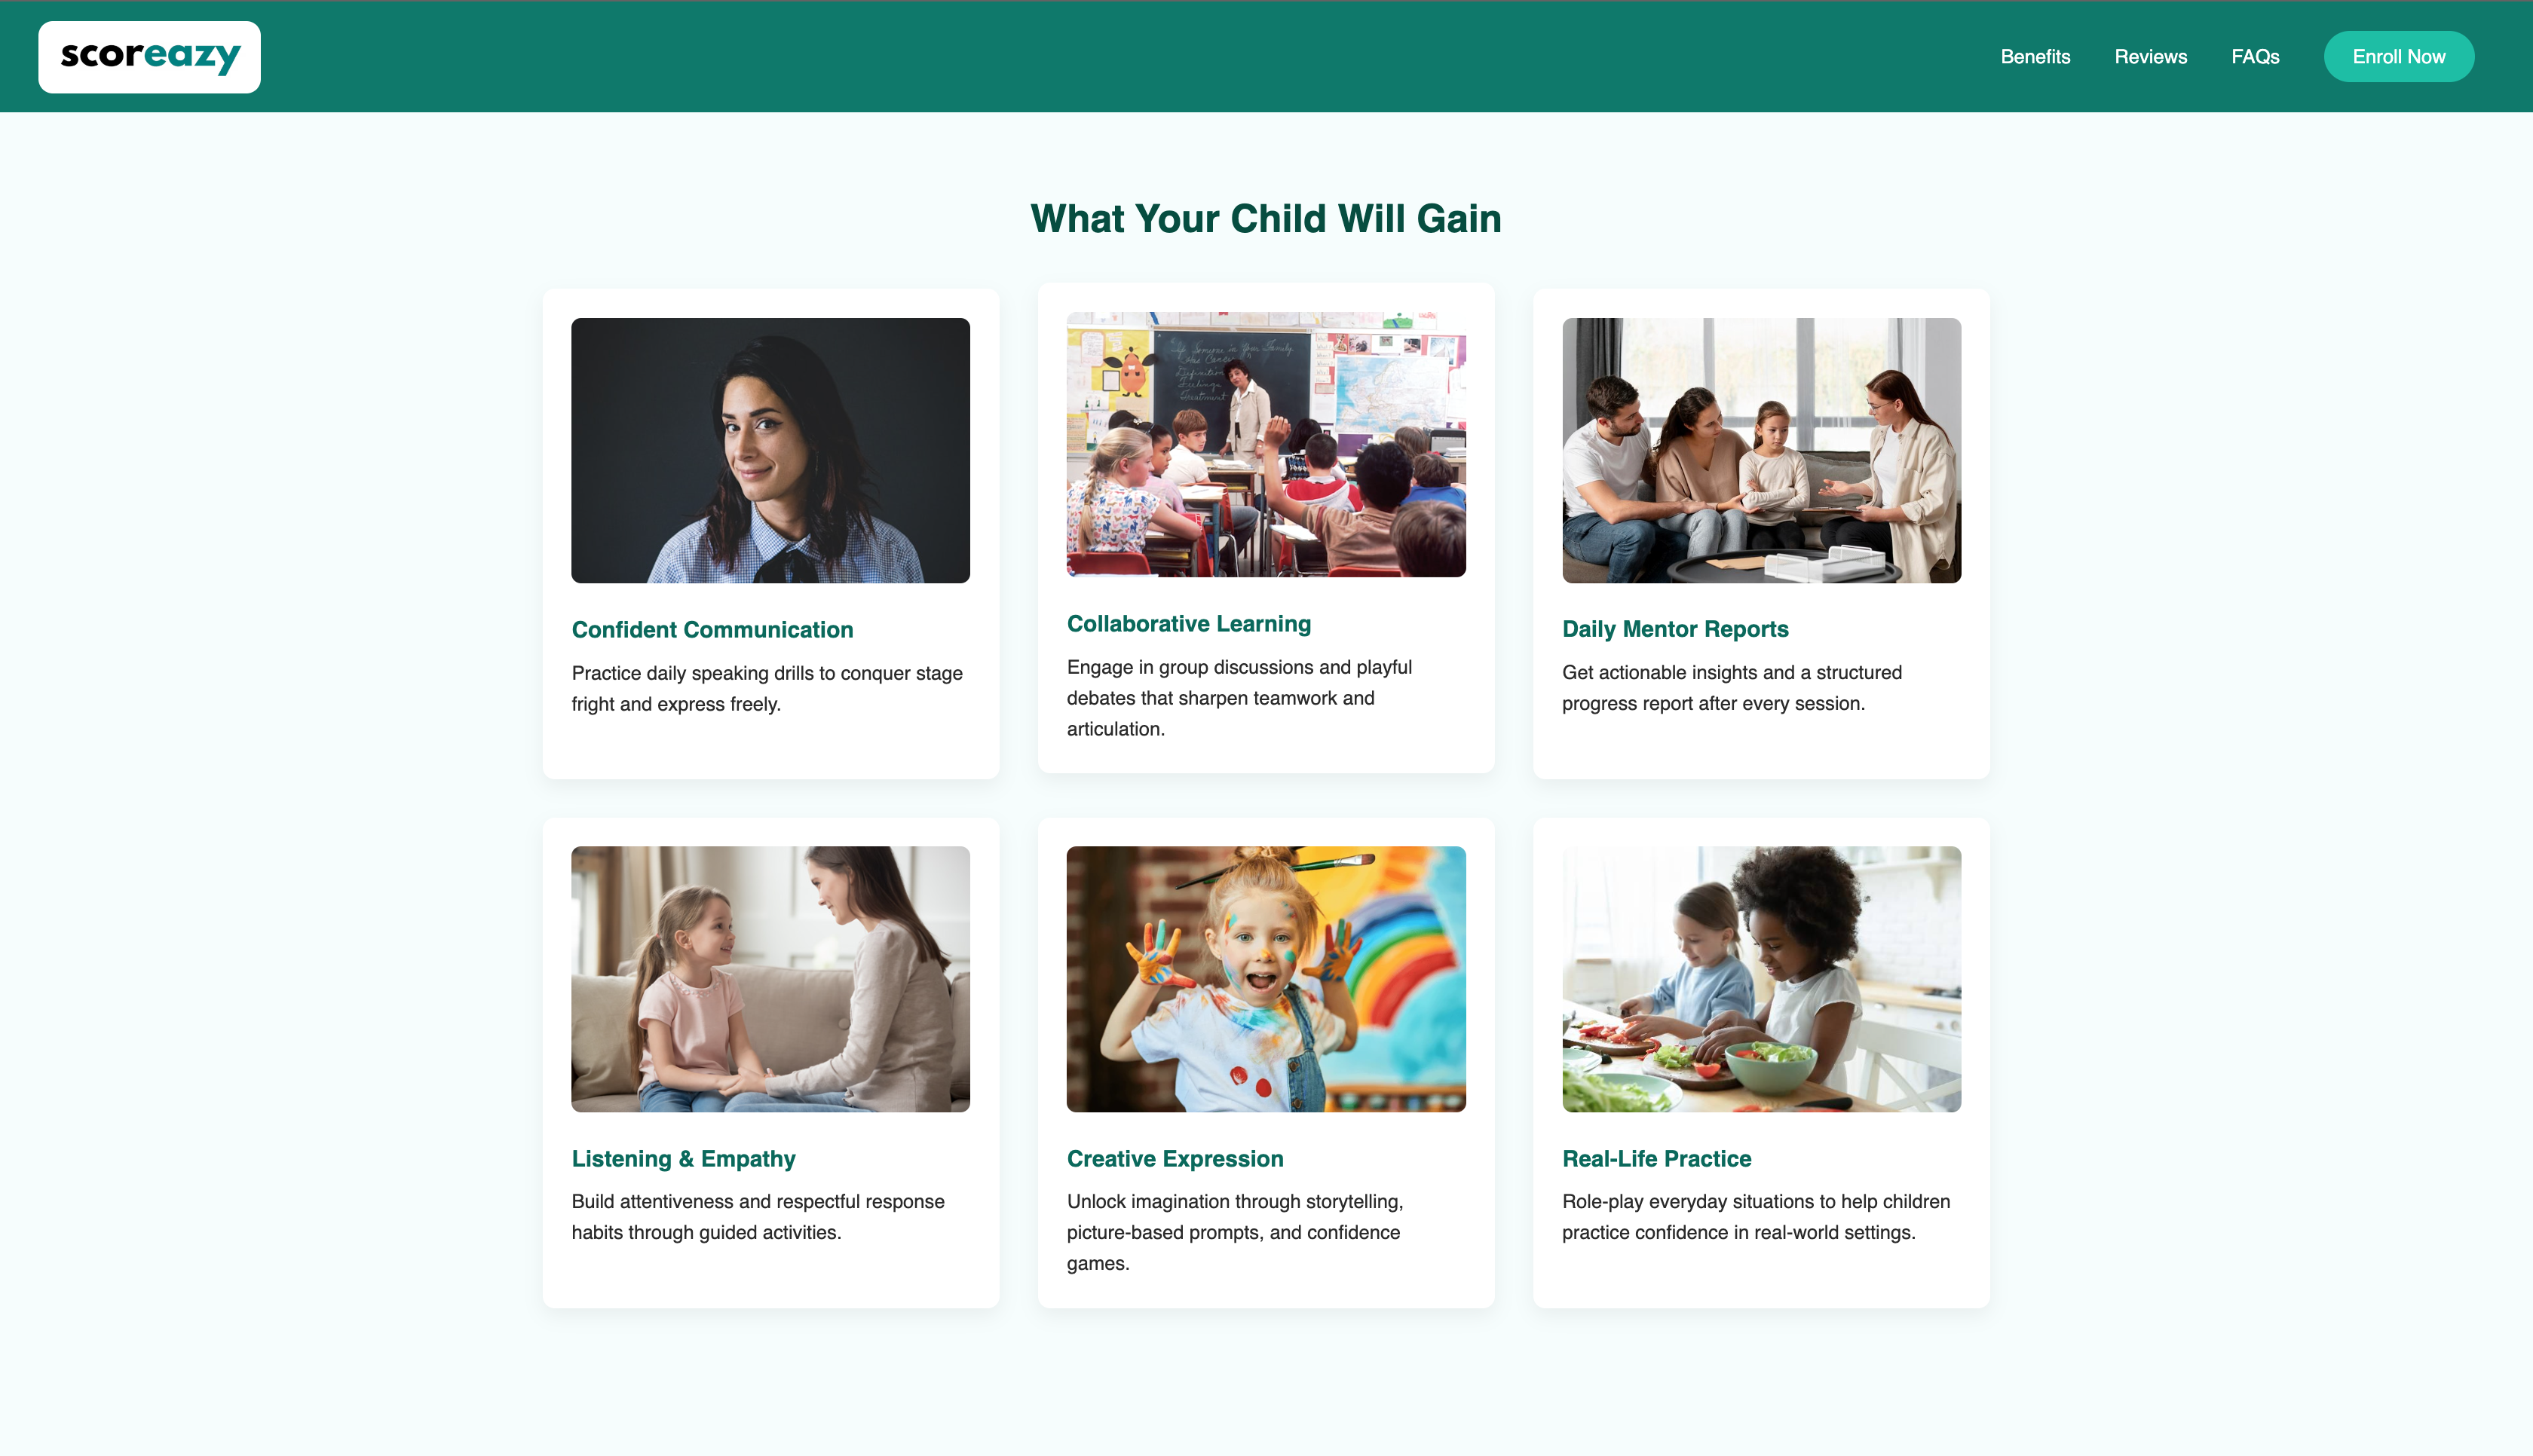 scoreazy
Benefits
Reviews
FAQs
Enroll Now
What Your Child Will Gain
Confident Communication
Practice daily speaking drills to conquer stage
fright and express freely.
Collaborative Learning
Engage in group discussions and playful
debates that sharpen teamwork and
articulation.
Daily Mentor Reports
Get actionable insights and a structured
progress report after every session.
Listening & Empathy
Build attentiveness and respectful response
habits through guided activities.
Creative Expression
Unlock imagination through storytelling,
picture-based prompts, and confidence
games.
Real-Life Practice
Role-play everyday situations to help children
practice confidence in real-world settings.